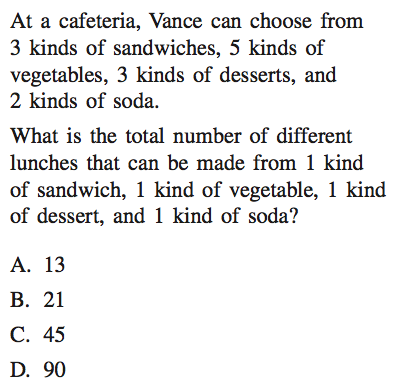 At a cafeteria, Vance can choose from
3 kinds of sandwiches, 5 kinds of
vegetables, 3 kinds of desserts, and
2 kinds of soda.
What is the total number of different
lunches that can be made from 1 kind
of sandwich, 1 kind of vegetable, 1 kind
of dessert, and 1 kind of soda?
A. 13
B. 21
C. 45
D. 90